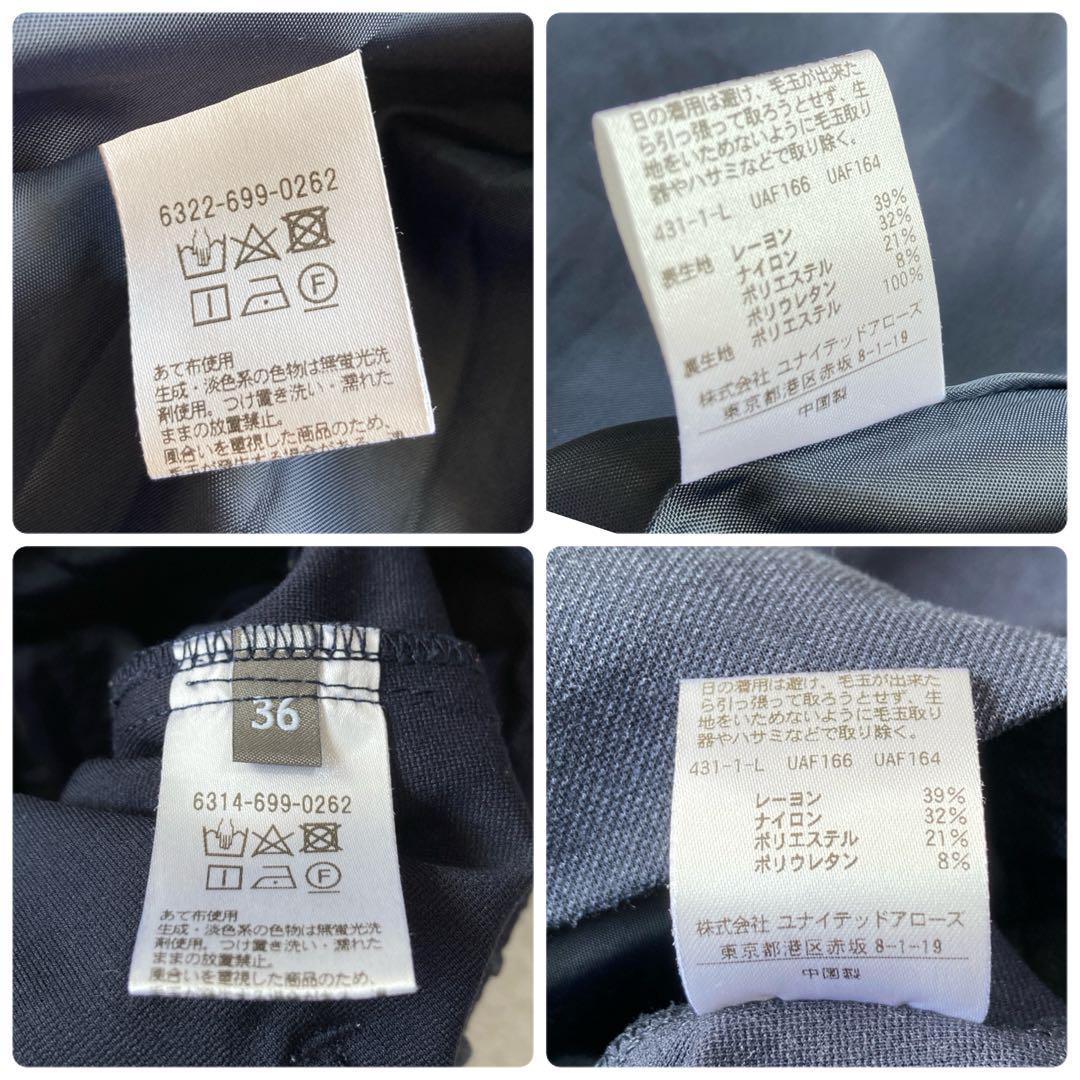 6322-699-0262
F
あて布使用
生成・淡色系の色物は無蛍光洗
剤使用。つけ置き洗い・濡れた
ままの放置禁止。
風合いを重視した商品のため、
毛玉が発生する場合がある
日の着用は避け、毛玉が出来た
ら引っ張って取ろうとせず、生
地をいためないように毛玉取り
器やハサミなどで取り除く。
431-1-L UAF166 UAF164
表生地 レーヨン 39%
ナイロン 32%
ポリエステル 21%
ポリウレタン 8%
裏生地 ポリエステル 100%
株式会社 ユナイテッドアローズ
東京都港区赤坂 8-1-19
中国製
36
6314-699-0262
F
あて布使用
生成・淡色系の色物は無蛍光洗
剤使用。つけ置き洗い・濡れた
ままの放置禁止。
風合いを重視した商品のため、
日の着用は避け、毛玉が出来た
ら引っ張って取ろうとせず、生
地をいためないように毛玉取り
器やハサミなどで取り除く。
431-1-L UAF166 UAF164
レーヨン 39%
ナイロン 32%
ポリエステル 21%
ポリウレタン 8%
株式会社 ユナイテッドアローズ
東京都港区赤坂 8-1-19
中国製